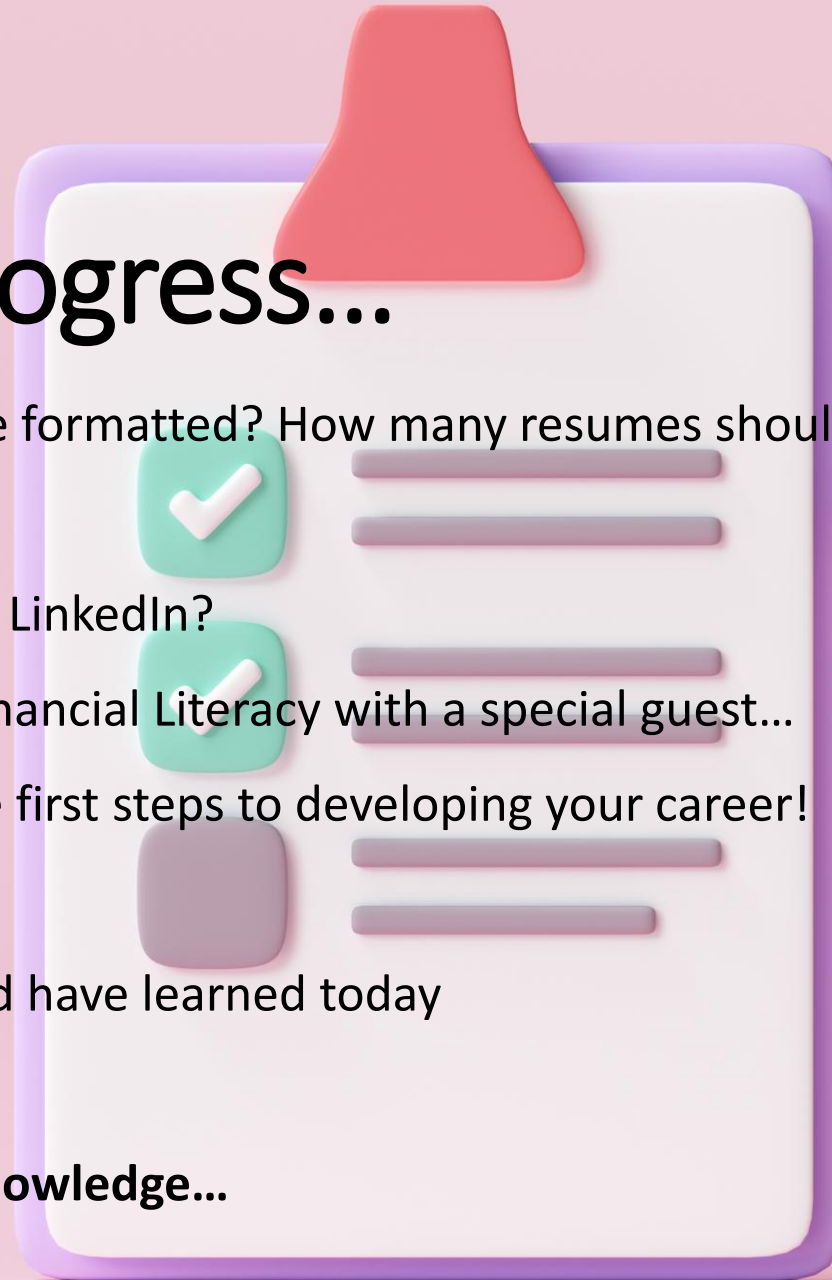 ogress...
e formatted? How many resumes shoul
LinkedIn?
nancial Literacy with a special guest...
e first steps to developing your career!
d have learned today
owledge...